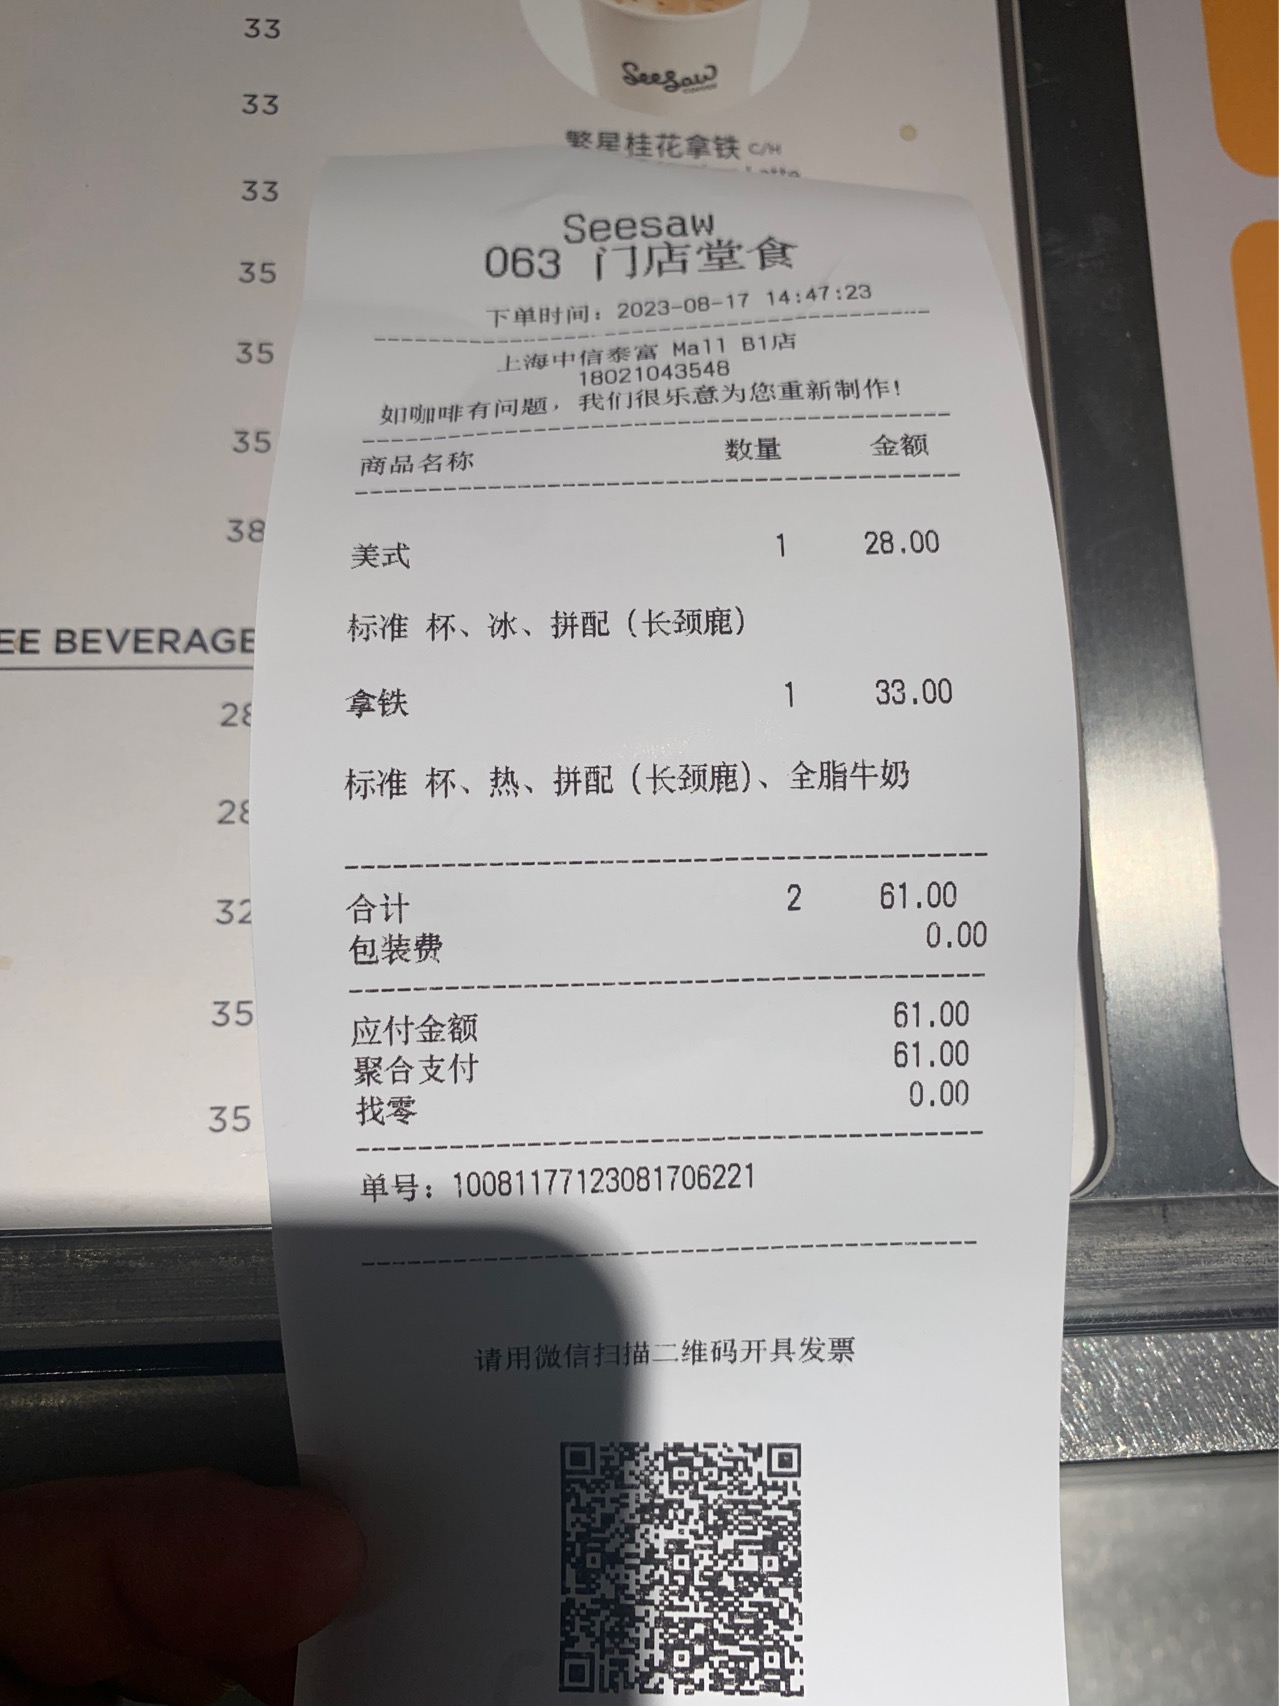 33
33
33
35
35
35
38
EE BEVERAGE
28
28
32
35
35
Seesaw
繁星桂花拿铁 C/H
Seesaw
063 门店堂食
下单时间：2023-08-17 14:47:23
上海中信泰富 Mall B1店
18021043548
如咖啡有问题，我们很乐意为您重新制作！
商品名称 数量 金额
美式 1 28.00
标准 杯、冰、拼配（长颈鹿）
拿铁 1 33.00
标准 杯、热、拼配（长颈鹿）、全脂牛奶
合计 2 61.00
包装费 0.00
应付金额 61.00
聚合支付 61.00
找零 0.00
单号：10081177123081706221
请用微信扫描二维码开具发票